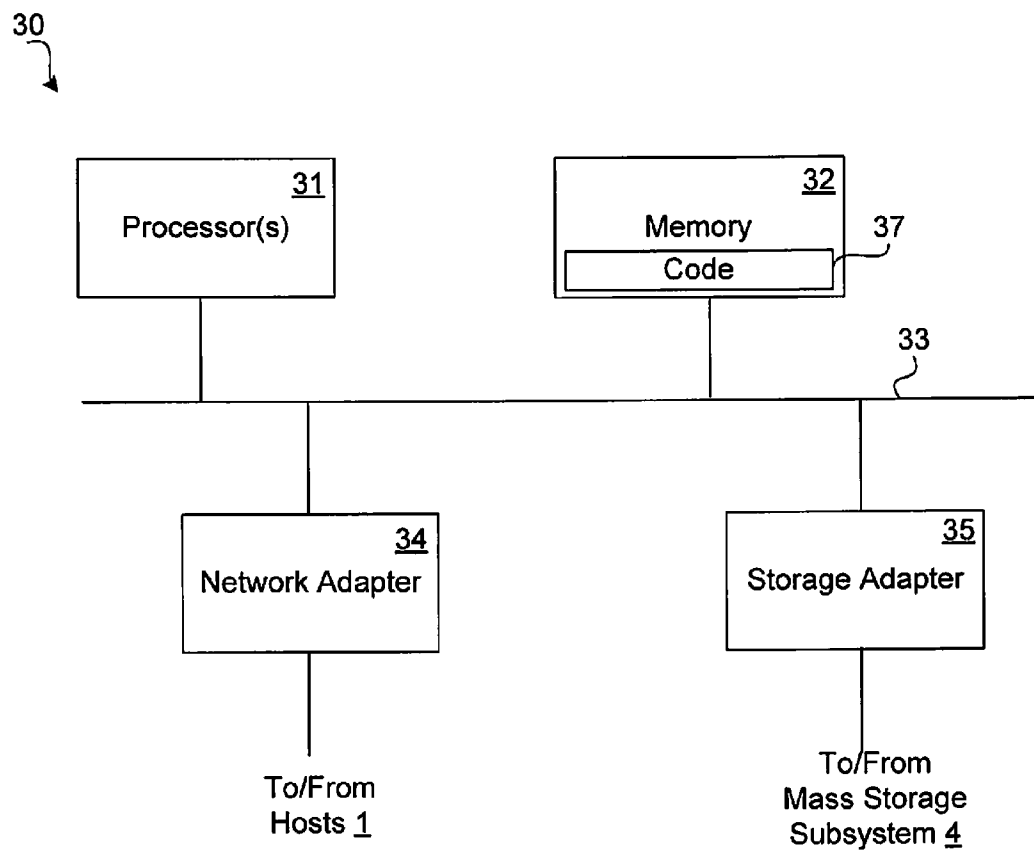 30
31
Processor(s)
32
Memory
37
Code
33
34
Network Adapter
35
Storage Adapter
To/From
Hosts 1
To/From
Mass Storage
Subsystem 4